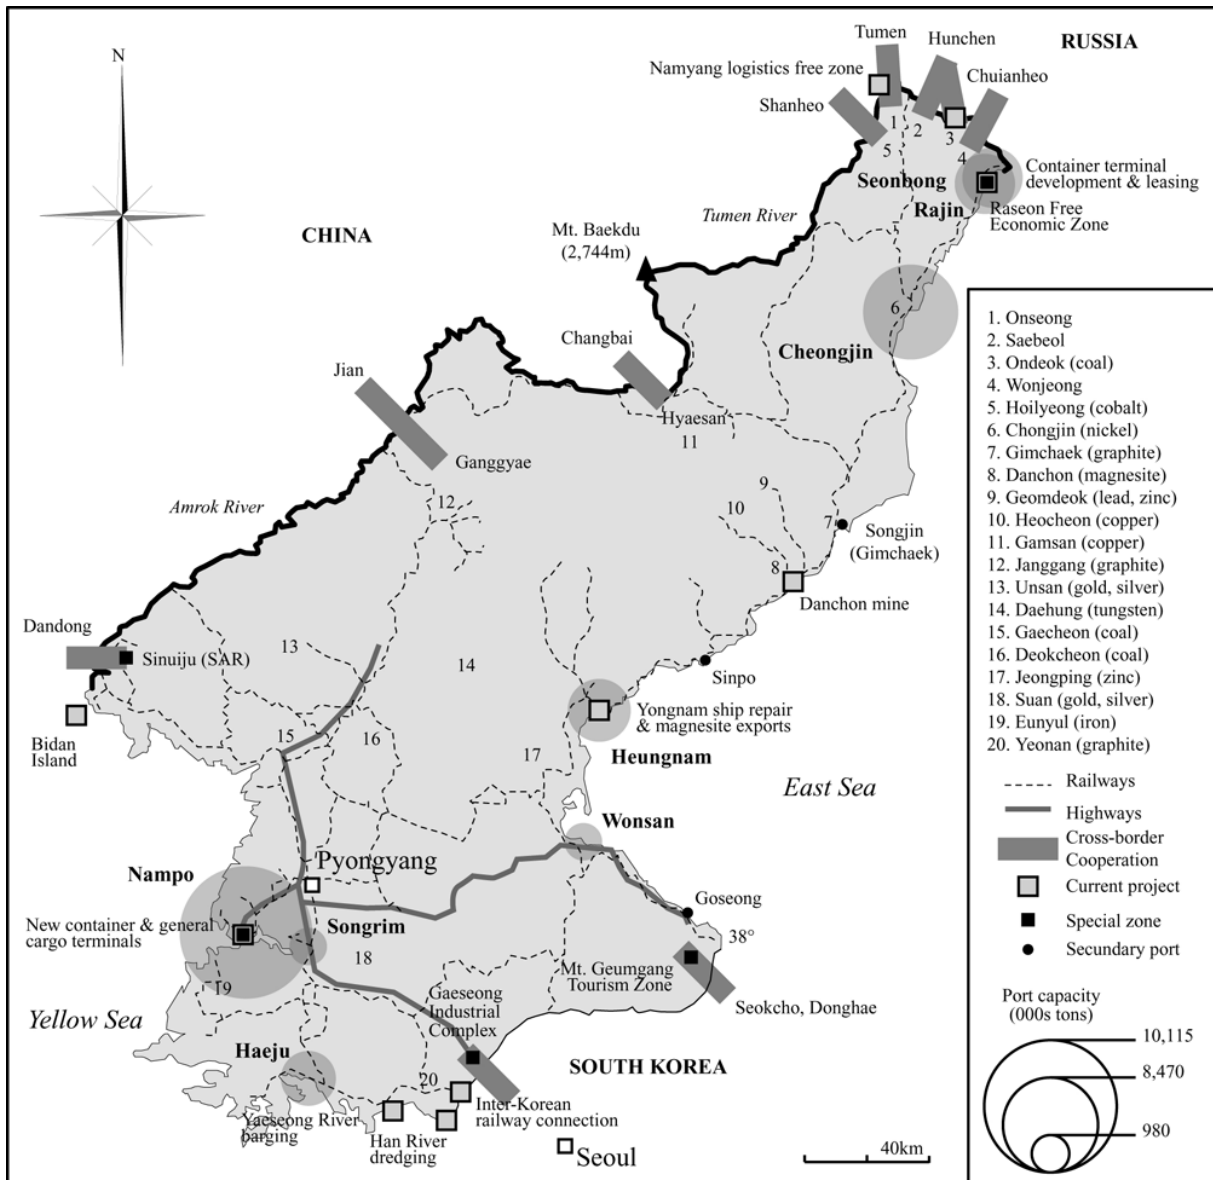 N
Tumen
Hunchen
RUSSIA
Namyang logistics free zone
Chuianheo
Shanheo
1
2
3
5
4
Container terminal
development & leasing
Seonbong
Rajin
Raseon Free
Economic Zone
Tumen River
CHINA
Mt. Baekdu
(2,744m)
6
Cheongjin
Changbai
Jian
Hyaesan
11
Ganggyae
Amrok River
12
9
10
7
Songjin
(Gimchaek)
8
Danchon mine
Dandong
Sinuiju (SAR)
13
14
Sinpo
Bidan
Island
15
16
17
Yongnam ship repair
& magnesite exports
Heungnam
East Sea
Wonsan
Pyongyang
Nampo
New container & general
cargo terminals
Songrim
18
Goseong
38°
Mt. Geumgang
Tourism Zone
Seokcho, Donghae
19
Yellow Sea
Gaeseong
Industrial
Complex
Haeju
SOUTH KOREA
20
Inter-Korean
railway connection
Yaeseong River
barging
Han River
dredging
Seoul
40km
1. Onseong
2. Saebeol
3. Ondeok (coal)
4. Wonjeong
5. Hoilyeong (cobalt)
6. Chongjin (nickel)
7. Gimchaek (graphite)
8. Danchon (magnesite)
9. Geomdeok (lead, zinc)
10. Heocheon (copper)
11. Gamsan (copper)
12. Janggang (graphite)
13. Unsan (gold, silver)
14. Daehung (tungsten)
15. Gaecheon (coal)
16. Deokcheon (coal)
17. Jeongping (zinc)
18. Suan (gold, silver)
19. Eunyul (iron)
20. Yeonan (graphite)
Railways
Highways
Cross-border
Cooperation
Current project
Special zone
Secundary port
Port capacity
(000s tons)
10,115
8,470
980